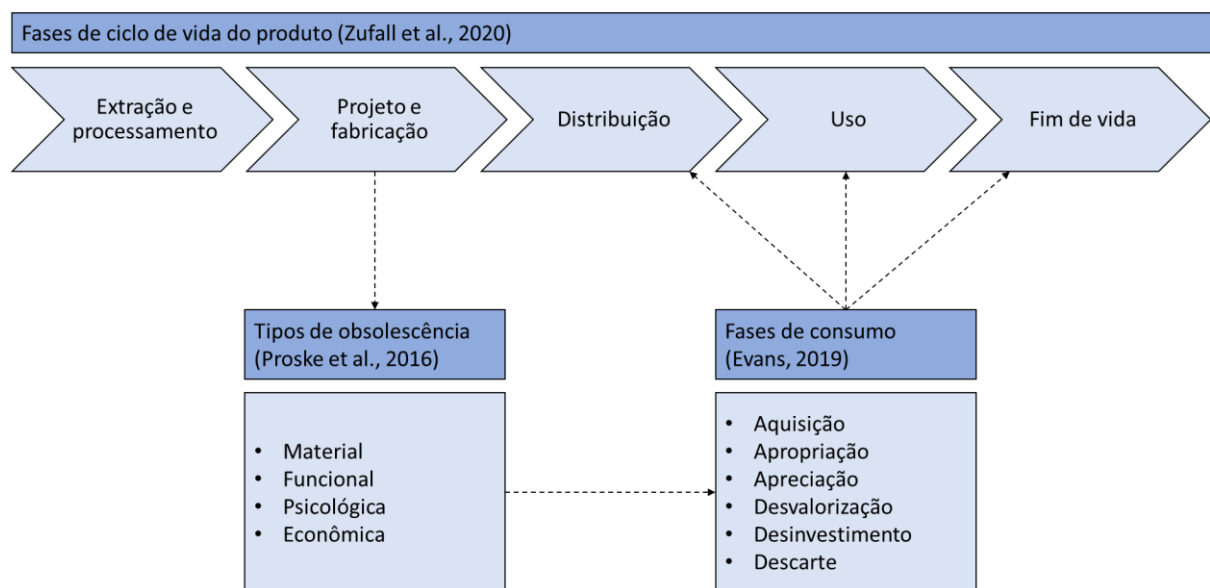 Fases de ciclo de vida do produto (Zufall et al., 2020)
Extração e
processamento
Projeto e
fabricação
Distribuição
Uso
Fim de vida
Tipos de obsolescência
(Proske et al., 2016)
• Material
• Funcional
• Psicológica
• Econômica
Fases de consumo
(Evans, 2019)
• Aquisição
• Apropriação
• Apreciação
• Desvalorização
• Desinvestimento
• Descarte